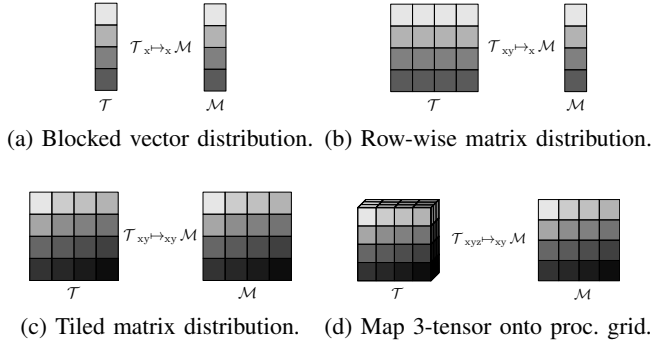 𝒯 x↦x ℳ
𝒯 xy↦x ℳ
𝒯 ℳ 𝒯 ℳ
(a) Blocked vector distribution. (b) Row-wise matrix distribution.
𝒯 xy↦xy ℳ
𝒯 xyz↦xy ℳ
𝒯 ℳ 𝒯 ℳ
(c) Tiled matrix distribution. (d) Map 3-tensor onto proc. grid.